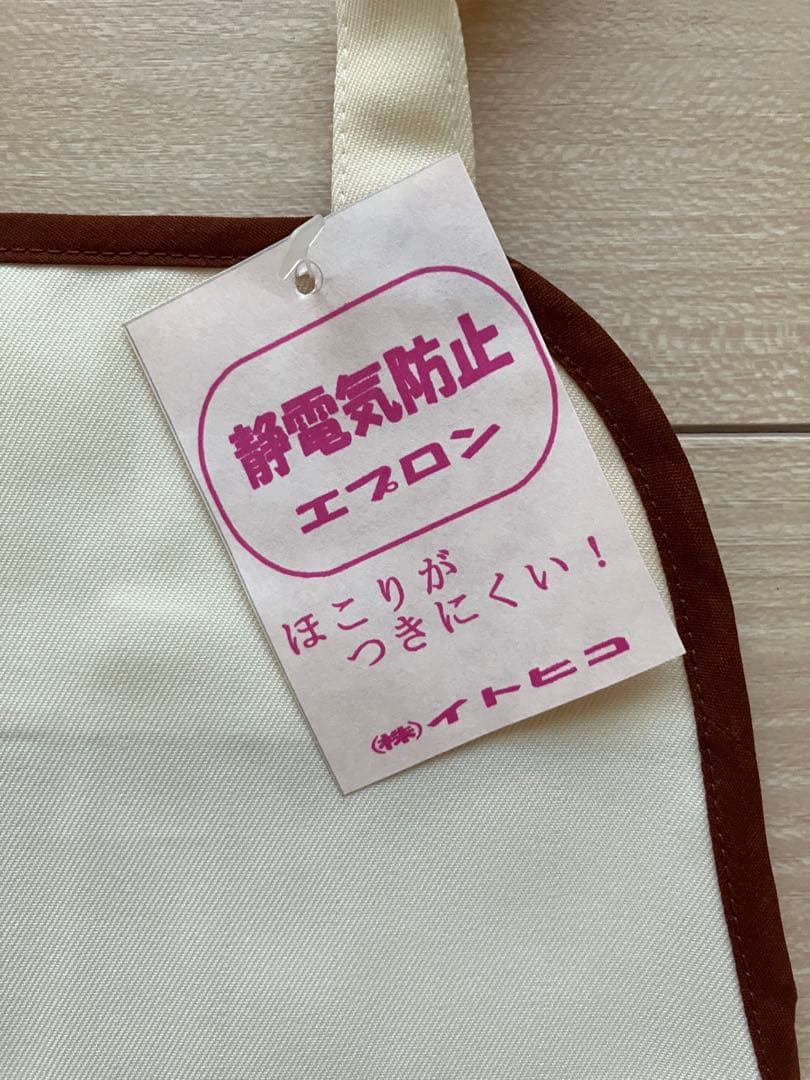 静電気防止
エプロン
ほこりが
つきにくい！
(株)イトヒコ